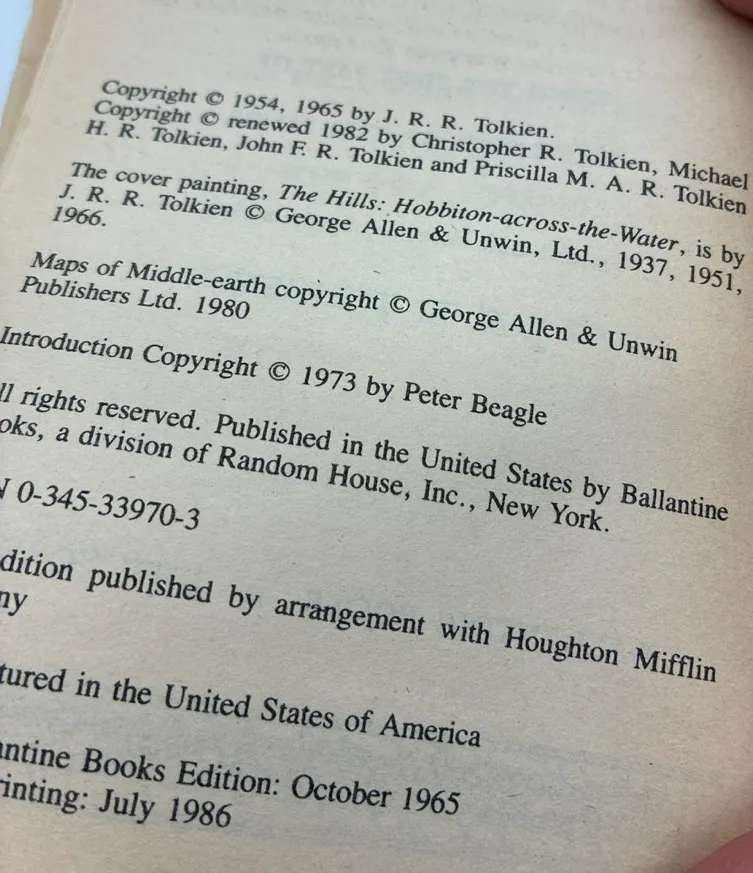 Copyright © 1954, 1965 by J. R. R. Tolkien.
Copyright © renewed 1982 by Christopher R. Tolkien, Michael
H. R. Tolkien, John F. R. Tolkien and Priscilla M. A. R. Tolkien
The cover painting, The Hills: Hobbiton-across-the-Water, is by
J. R. R. Tolkien © George Allen & Unwin, Ltd., 1937, 1951,
1966.
Maps of Middle-earth copyright © George Allen & Unwin
Publishers Ltd. 1980
Introduction Copyright © 1973 by Peter Beagle
ll rights reserved. Published in the United States by Ballantine
oks, a division of Random House, Inc., New York.
N 0-345-33970-3
dition published by arrangement with Houghton Mifflin
ny
tured in the United States of America
antine Books Edition: October 1965
rinting: July 1986